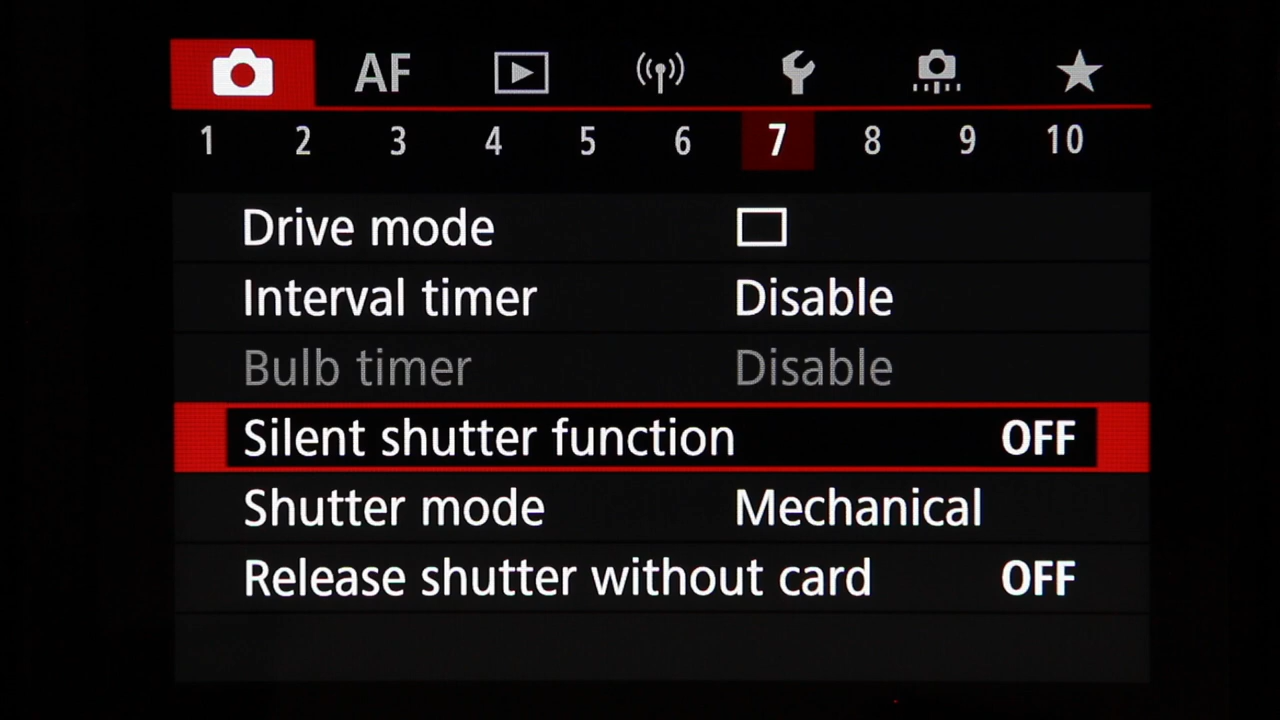 AF
1 2 3 4 5 6 7 8 9 10
Drive mode
Interval timer Disable
Bulb timer Disable
Silent shutter function OFF
Shutter mode Mechanical
Release shutter without card OFF